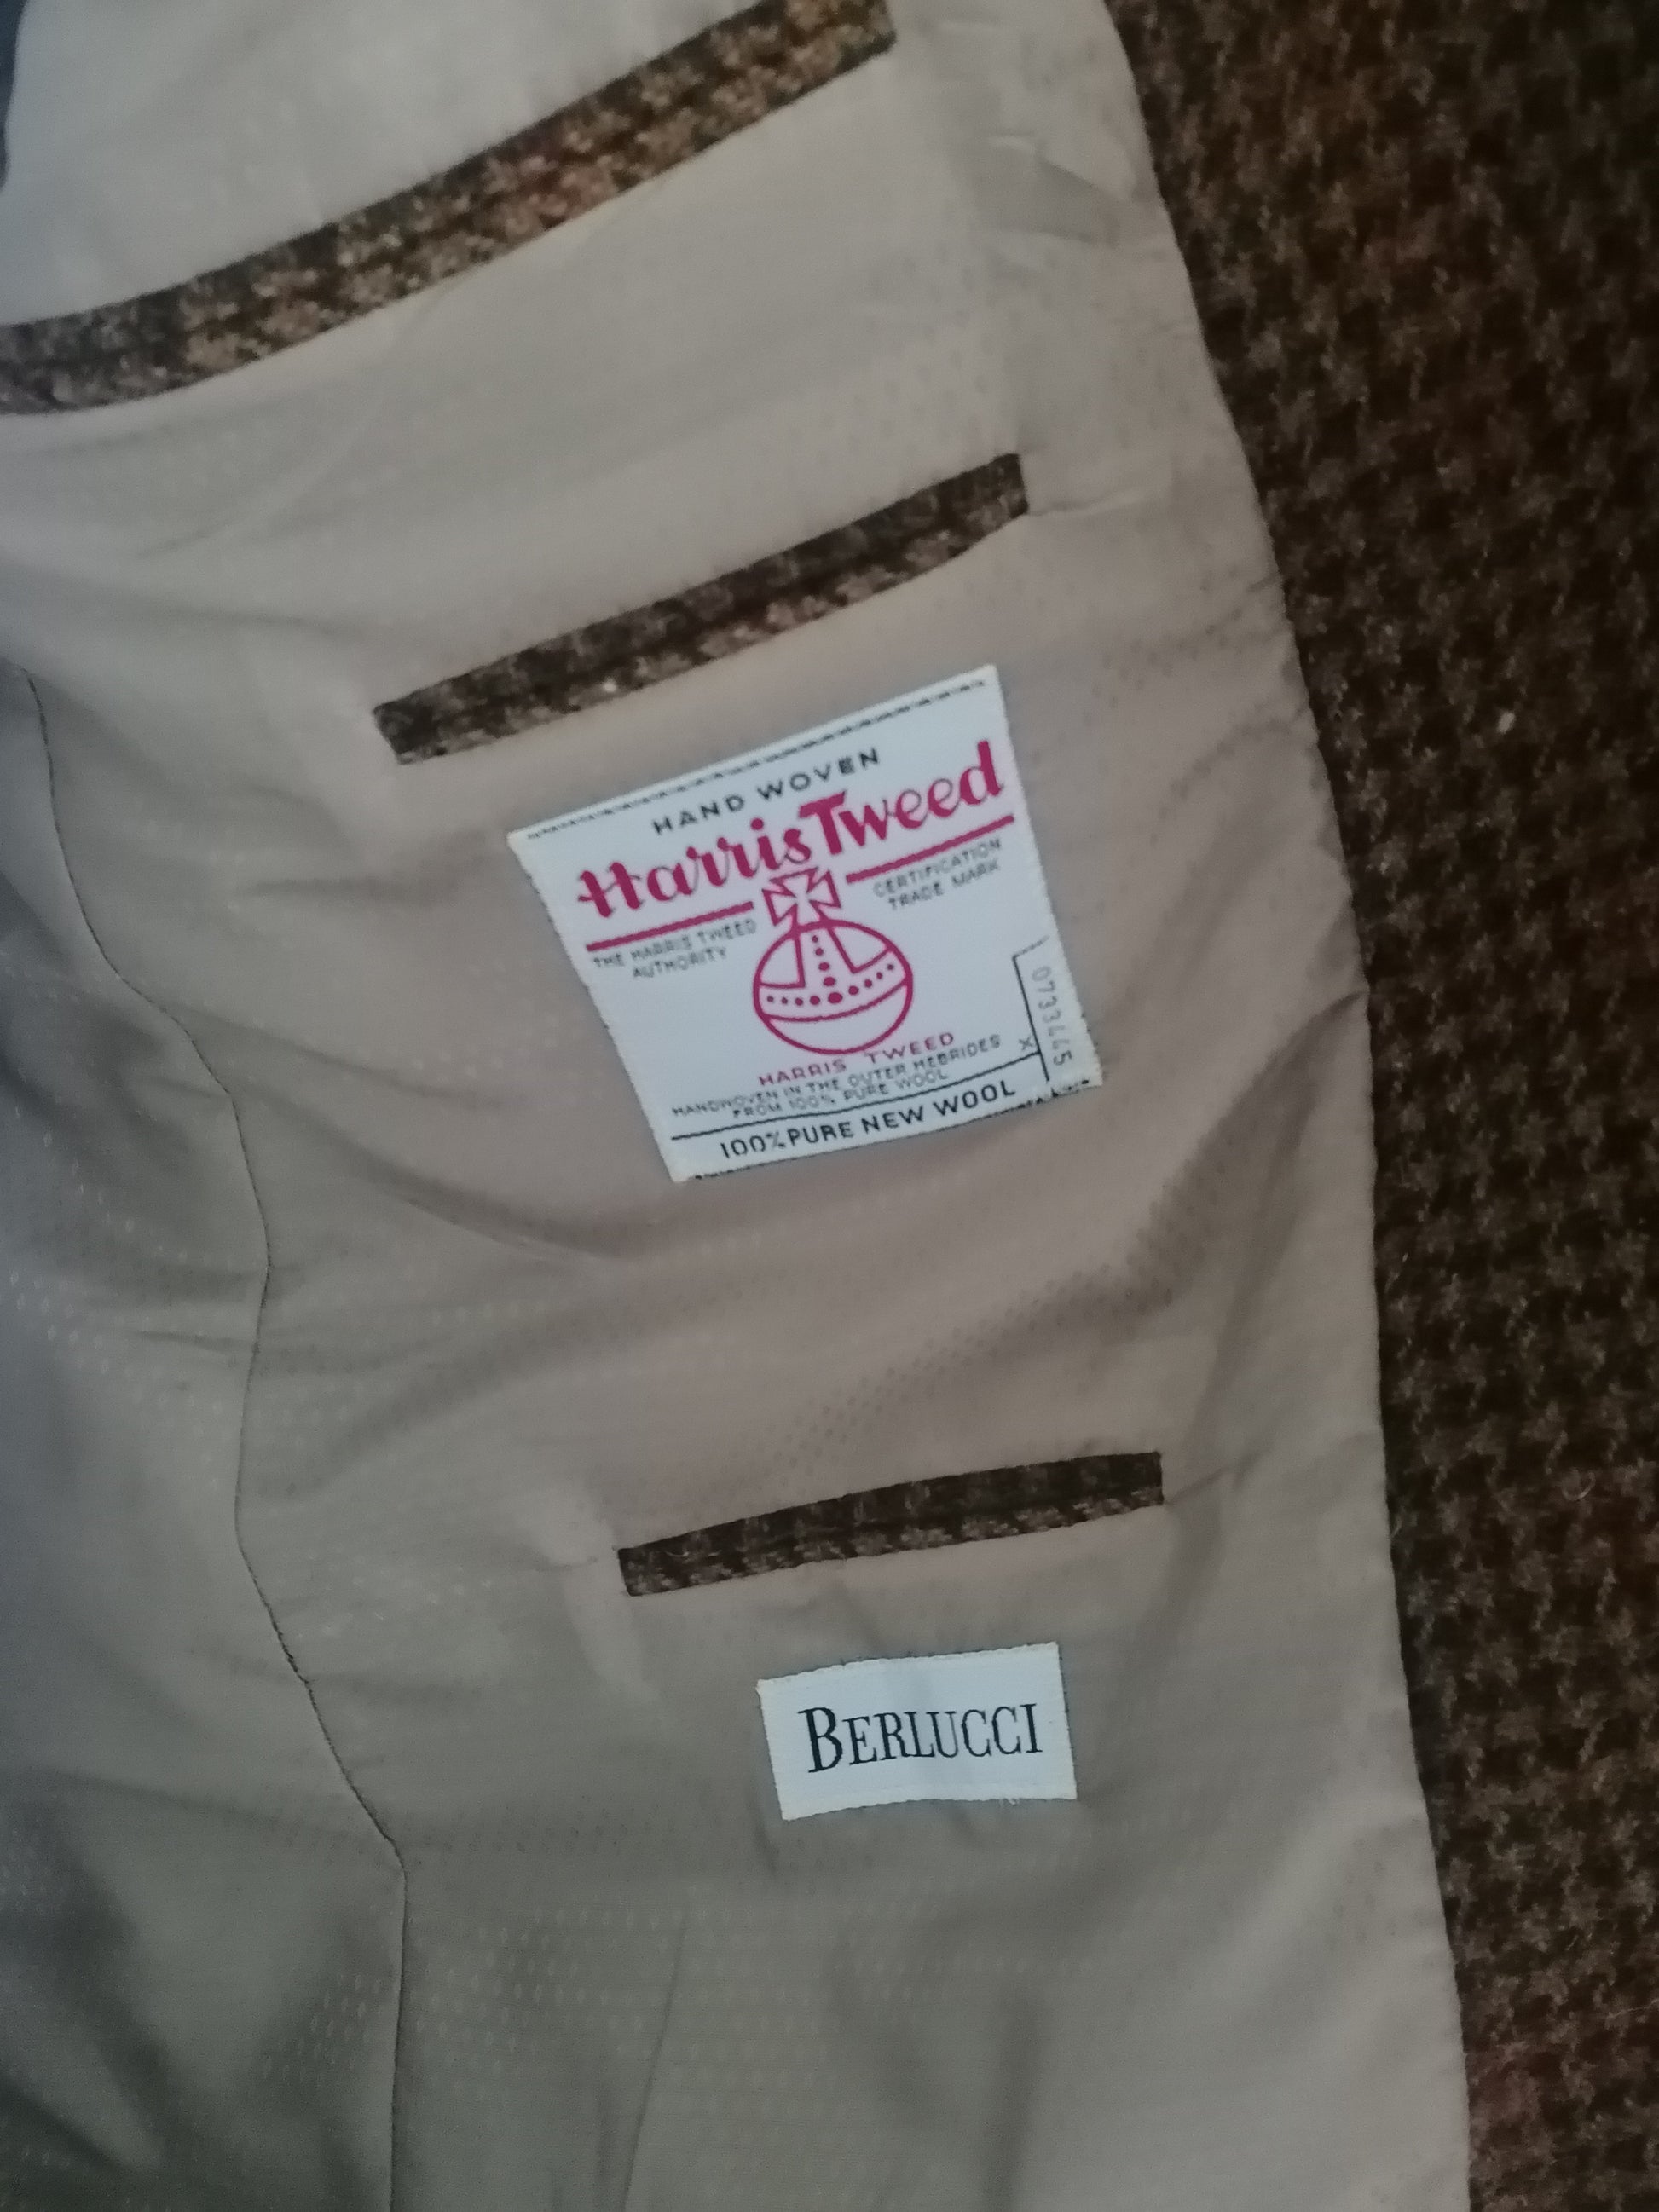 HAND WOVEN
Harris Tweed
THE HARRIS TWEED
AUTHORITY
CERTIFICATION
TRADE MARK
HARRIS TWEED
HANDWOVEN IN THE OUTER HEBRIDES
FROM 100% PURE WOOL
X
100% PURE NEW WOOL
BERLUCCI